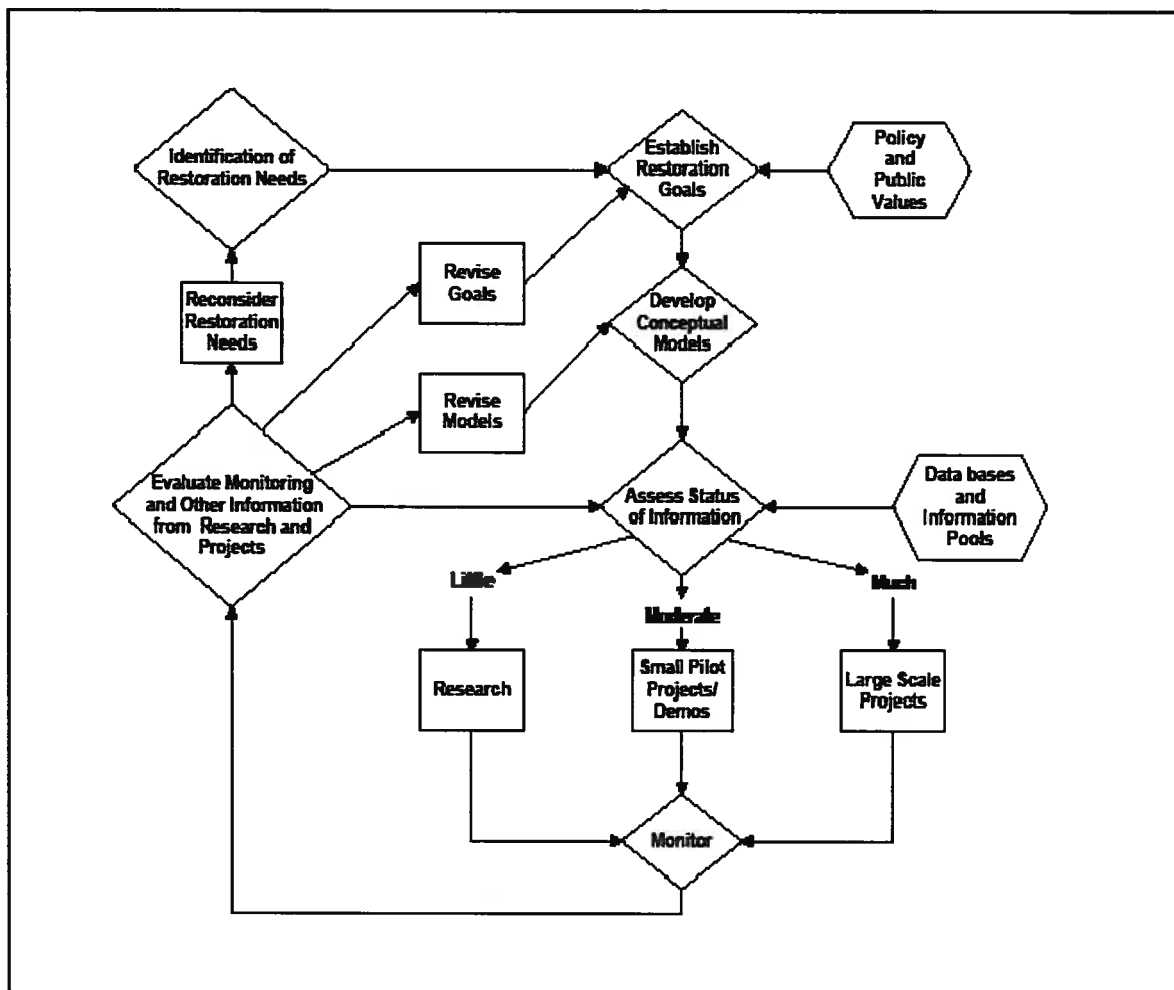 Identification of
Restoration Needs
Establish
Restoration
Goals
Policy
and
Public
Values
Reconsider
Restoration
Needs
Revise
Goals
Develop
Conceptual
Models
Revise
Models
Evaluate Monitoring
and Other Information
from Research and
Projects
Assess Status
of Information
Data bases
and
Information
Pools
Little
Moderate
Much
Research
Small Pilot
Projects/
Demos
Large Scale
Projects
Monitor